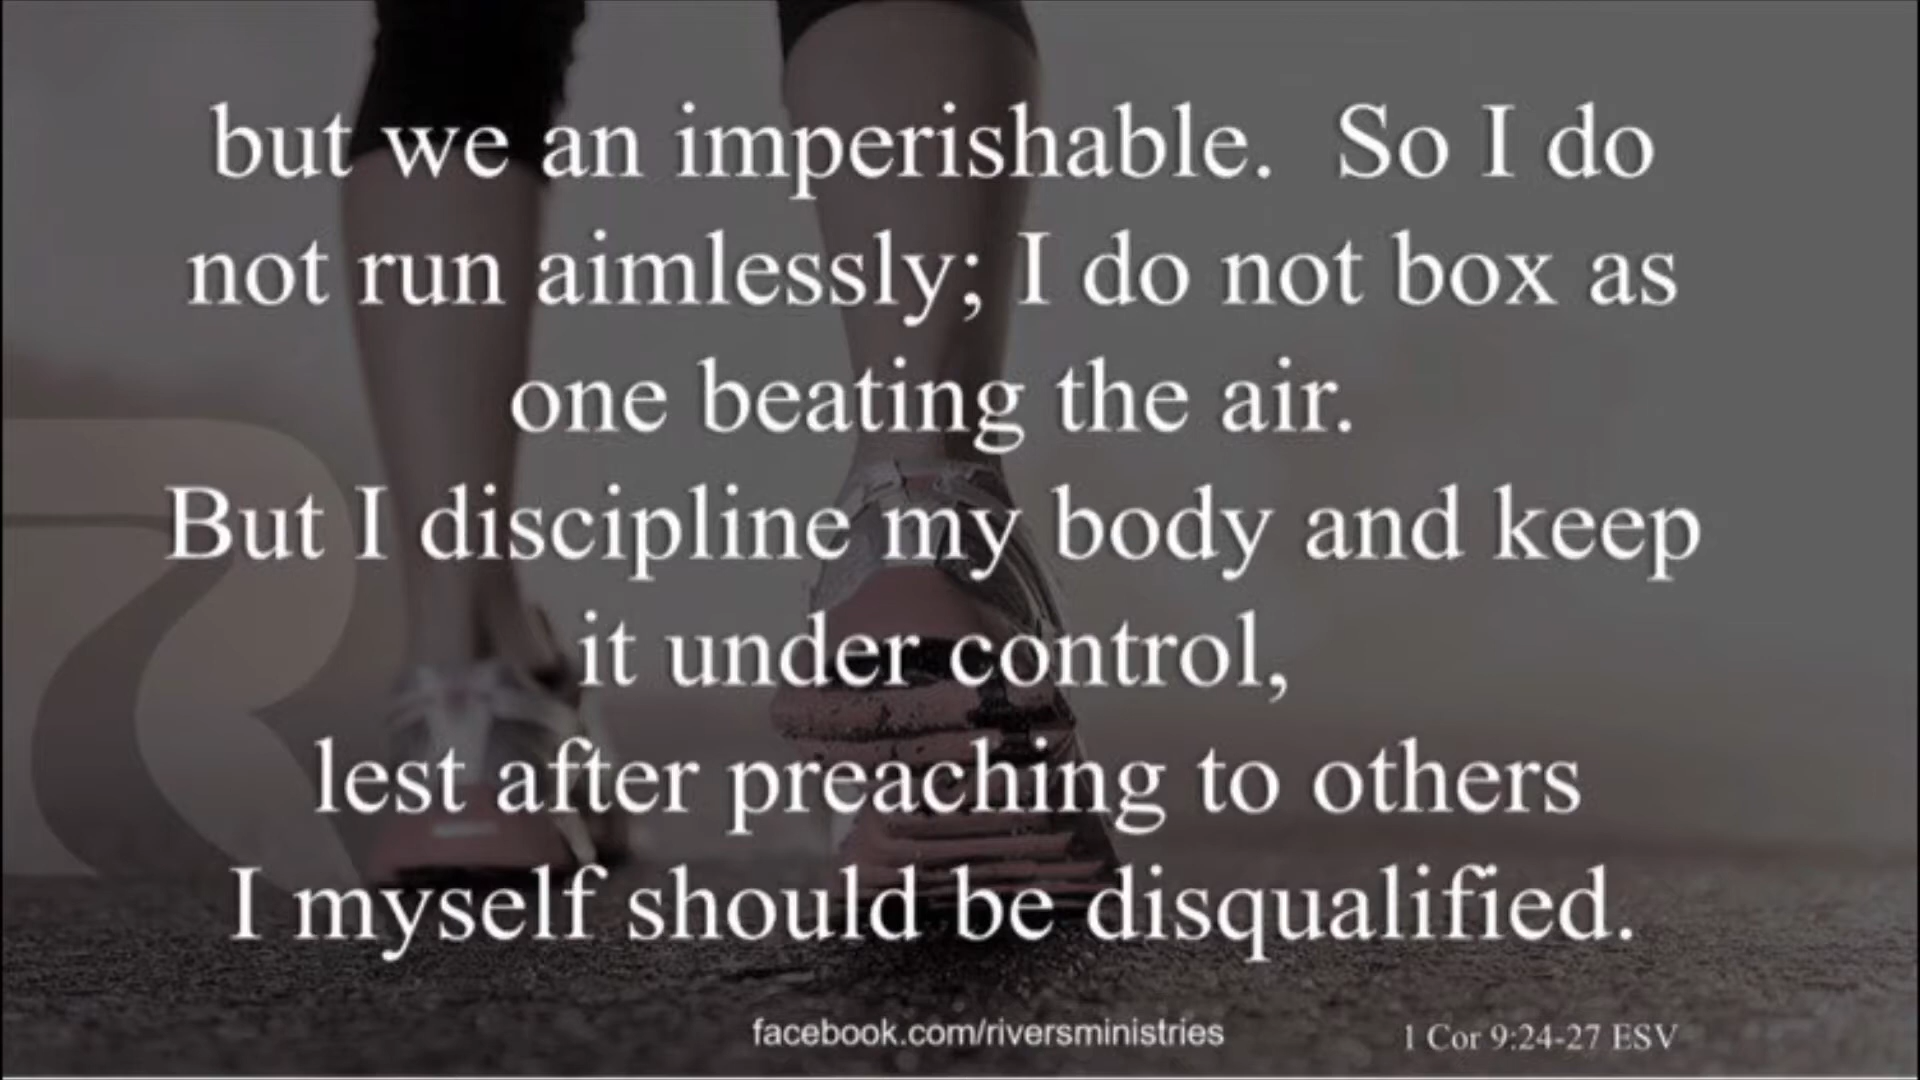 but we an imperishable. So I do
not run aimlessly; I do not box as
one beating the air.
But I discipline my body and keep
it under control,
lest after preaching to others
I myself should be disqualified.
facebook.com/riversministries
1 Cor 9:24-27 ESV